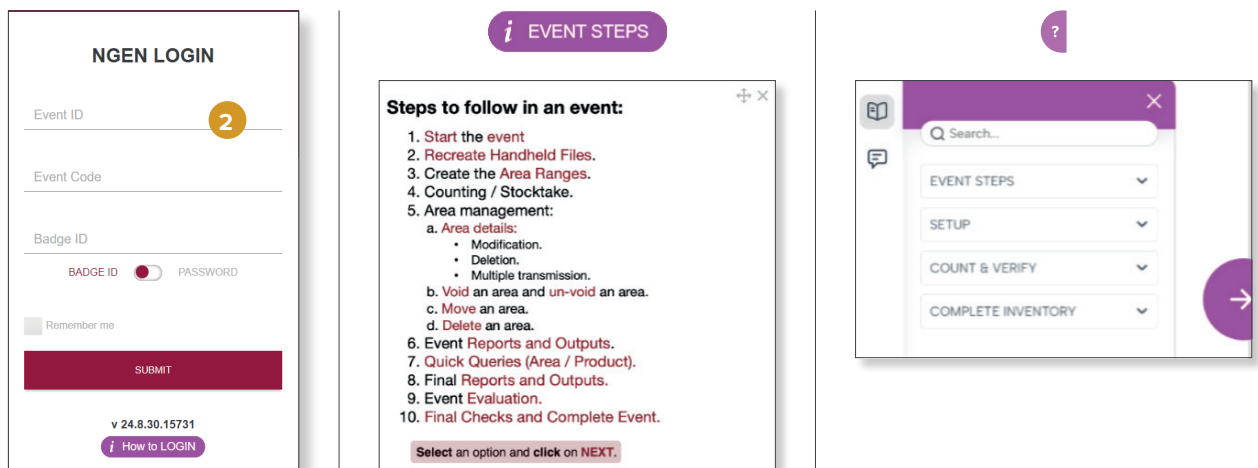 NGEN LOGIN
Event ID
2
Event Code
Badge ID
BADGE ID PASSWORD
Remember me
SUBMIT
v 24.8.30.15731
i How to LOGIN
i EVENT STEPS
Steps to follow in an event:
1. Start the event
2. Recreate Handheld Files.
3. Create the Area Ranges.
4. Counting / Stocktake.
5. Area management:
a. Area details:
• Modification.
• Deletion.
• Multiple transmission.
b. Void an area and un-void an area.
c. Move an area.
d. Delete an area.
6. Event Reports and Outputs.
7. Quick Queries (Area / Product).
8. Final Reports and Outputs.
9. Event Evaluation.
10. Final Checks and Complete Event.
Select an option and click on NEXT.
?
Search...
EVENT STEPS
SETUP
COUNT & VERIFY
COMPLETE INVENTORY